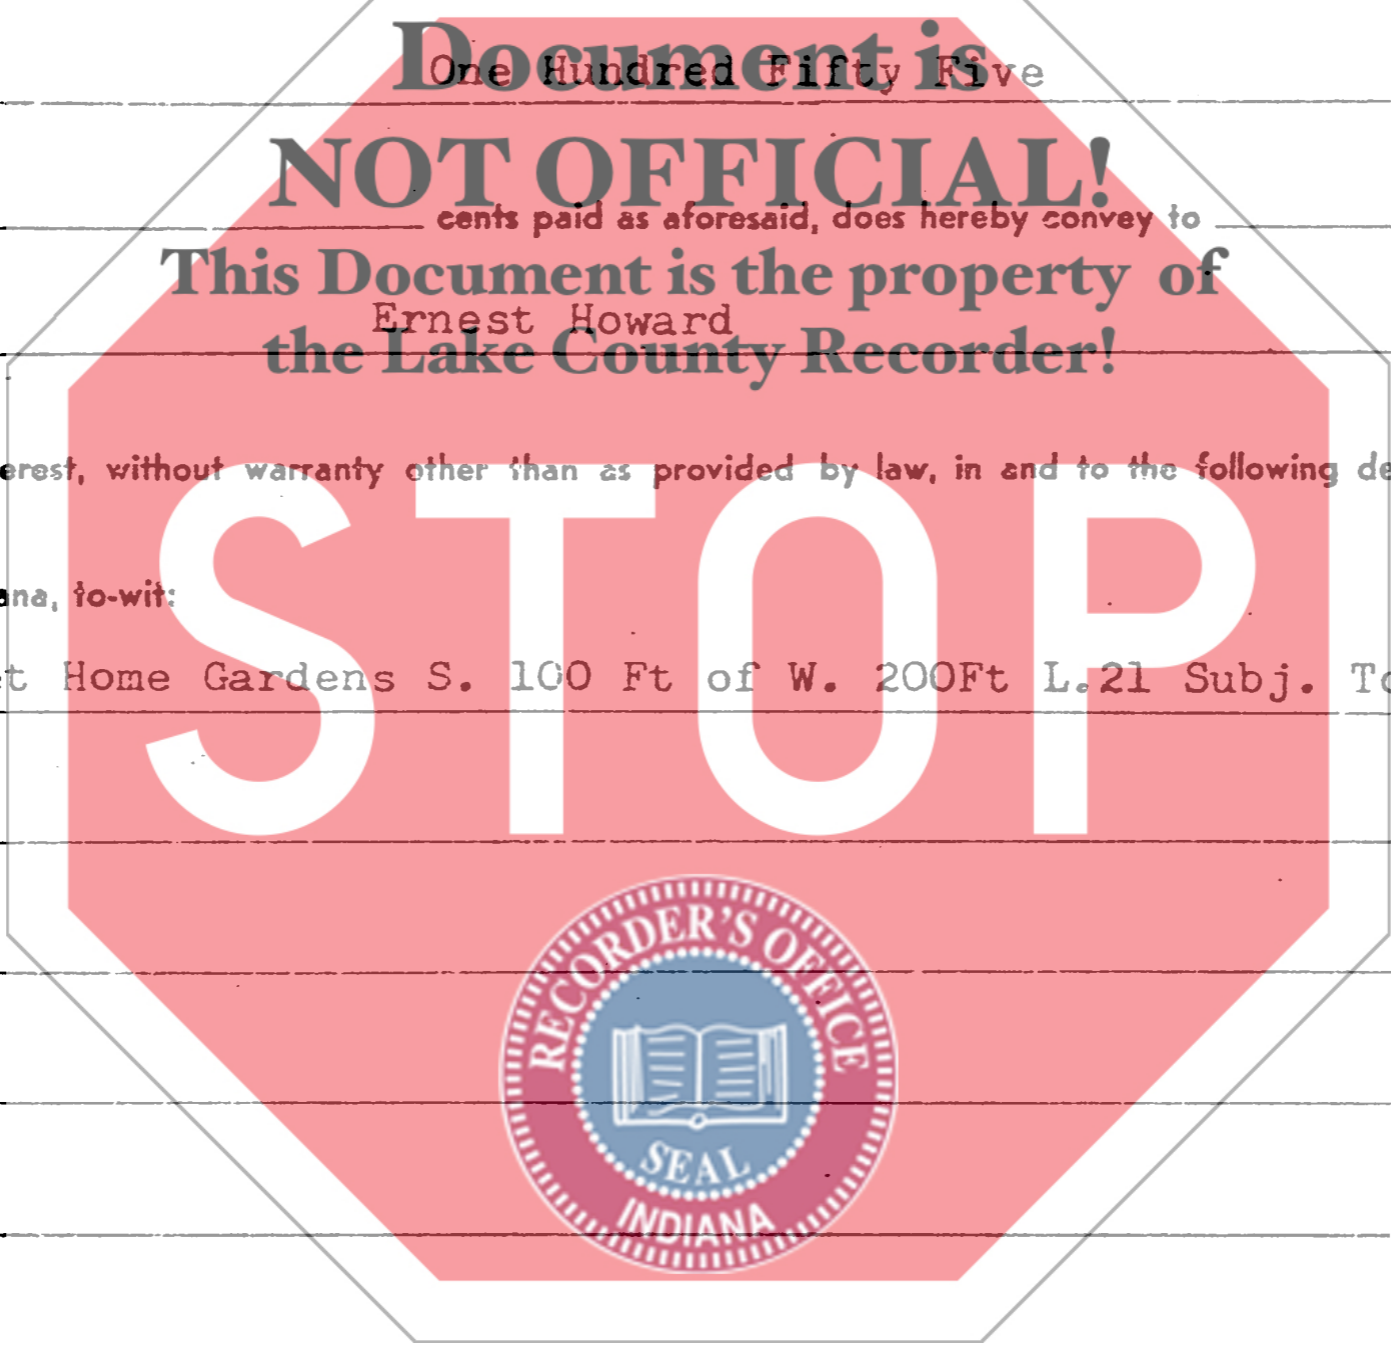 Document is
One Hundred Fifty Five
NOT OFFICIAL!
cents paid as aforesaid, does hereby convey to
This Document is the property of
Ernest Howard
the Lake County Recorder!
erest, without warranty other than as provided by law, in and to the following de
STOP
ana, to-wit:
t Home Gardens S. 100 Ft of W. 200Ft L.21 Subj. To
RECORDER'S OFFICE
SEAL
INDIANA